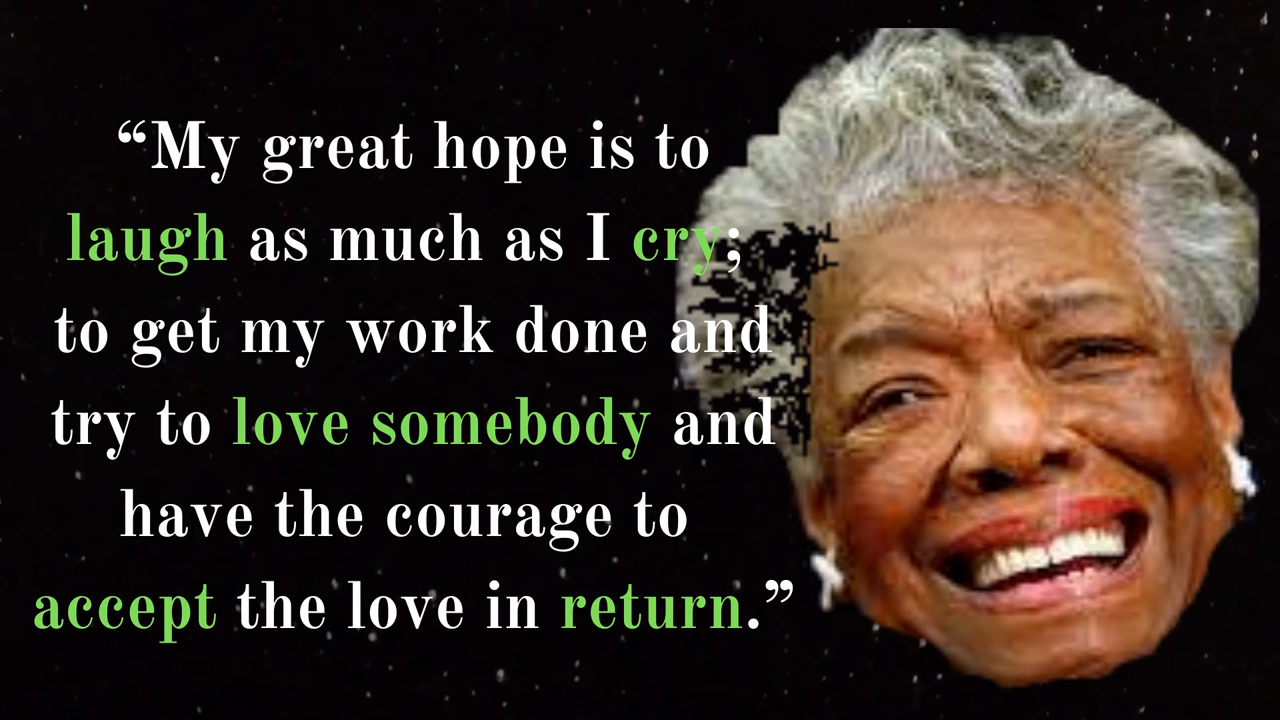 “My great hope is to
laugh as much as I cry;
to get my work done and
try to love somebody and
have the courage to
accept the love in return.”